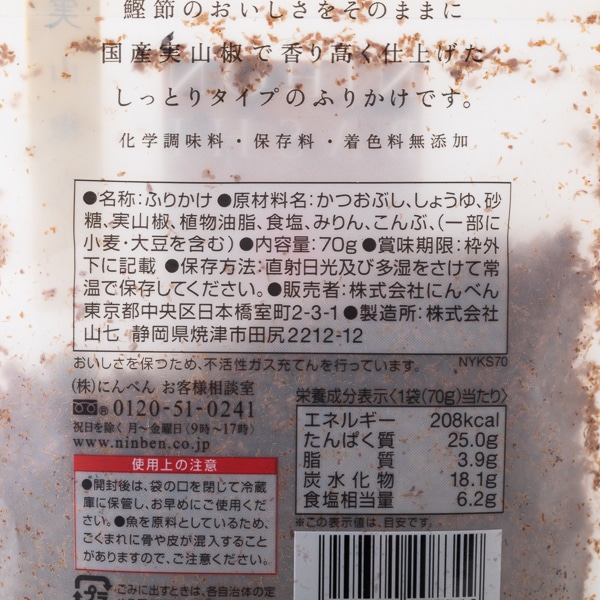 鰹節のおいしさをそのままに
国産実山椒で香り高く仕上げた
しっとりタイプのふりかけです。
化学調味料・保存料・着色料無添加
●名称:ふりかけ ●原材料名:かつおぶし、しょうゆ、砂
糖、実山椒、植物油脂、食塩、みりん、こんぶ、(一部に
小麦・大豆を含む) ●内容量:70g ●賞味期限:枠外
下に記載 ●保存方法:直射日光及び多湿をさけて常
温で保存してください。●販売者:株式会社にんべん
東京都中央区日本橋室町2-3-1 ●製造所:株式会社
山七 静岡県焼津市田尻2212-12
おいしさを保つため、不活性ガス充てんを行っています。 NYKS70
(株)にんべん お客様相談室
0120-51-0241
祝日を除く 月〜金曜日(9時〜17時)
www.ninben.co.jp
使用上の注意
●開封後は、袋の口を閉じて冷蔵
庫に保管し、お早めにご使用くだ
さい。●魚を原料としているため、
ごくまれに骨や皮が混入すること
がありますので、ご注意ください。
ごみに出すときは、各自治体の定
栄養成分表示<1袋(70g)当たり>
エネルギー 208kcal
たんぱく質 25.0g
脂質 3.9g
炭水化物 18.1g
食塩相当量 6.2g
※この表示値は、目安です。